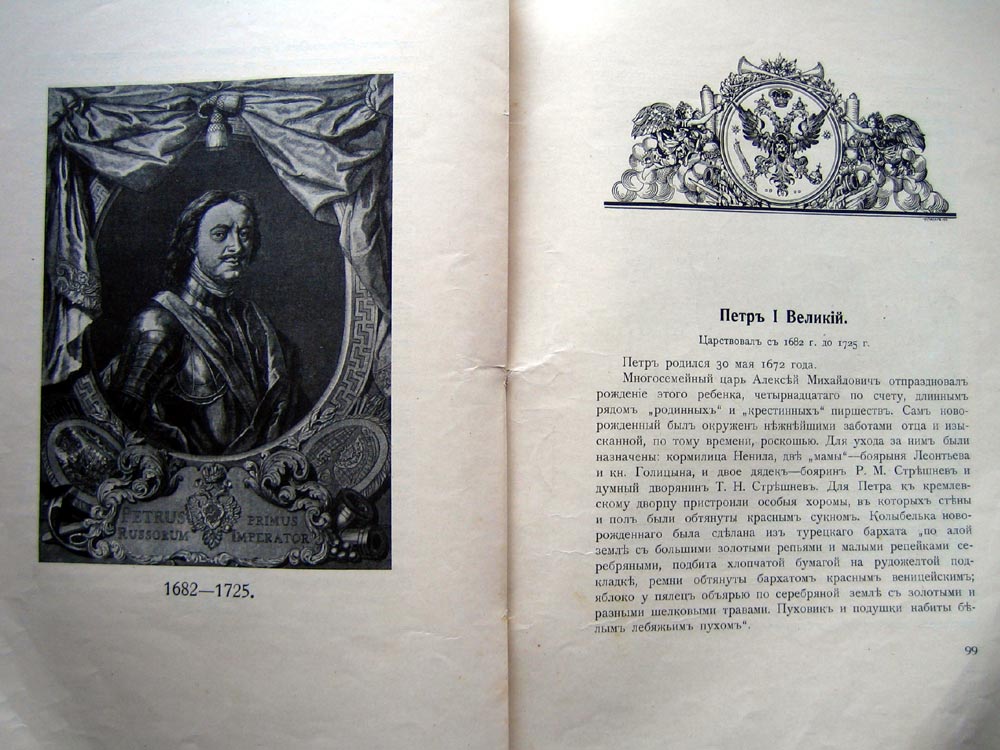 PETRUS PRIMUS
RUSSORUM IMPERATOR
1682—1725.
Петръ I Великій.
Царствовалъ съ 1682 г. до 1725 г.
Петръ родился 30 мая 1672 года.
Многосемейный царь Алексѣй Михайловичъ отпраздновалъ
рожденіе этого ребенка, четырнадцатаго по счету, длиннымъ
рядомъ „родинныхъ“ и „крестинныхъ“ пиршествъ. Самъ ново-
рожденный былъ окруженъ нѣжнѣйшими заботами отца и изы-
сканной, по тому времени, роскошью. Для ухода за нимъ были
назначены: кормилица Ненила, двѣ „мамы“—боярыня Леонтьева
и кн. Голицына, и двое дядекъ—бояринъ Р. М. Стрѣшневъ и
думный дворянинъ Т. Н. Стрѣшневъ. Для Петра къ кремлев-
скому дворцу пристроили особыя хоромы, въ которыхъ стѣны
и полъ были обтянуты краснымъ сукномъ. Колыбелька ново-
рожденнаго была сдѣлана изъ турецкаго бархата „по алой
землѣ съ большими золотыми репьями и малыми репейками се-
ребряными, подбита хлопчатой бумагой на рудожелтой под-
кладкѣ, ремни обтянуты бархатомъ краснымъ веницейскимъ;
яблоко у пялецъ объярью по серебряной землѣ съ золотыми и
разными шелковыми травами. Пуховикъ и подушки набиты бѣ-
лымъ лебяжьимъ пухомъ“.
99